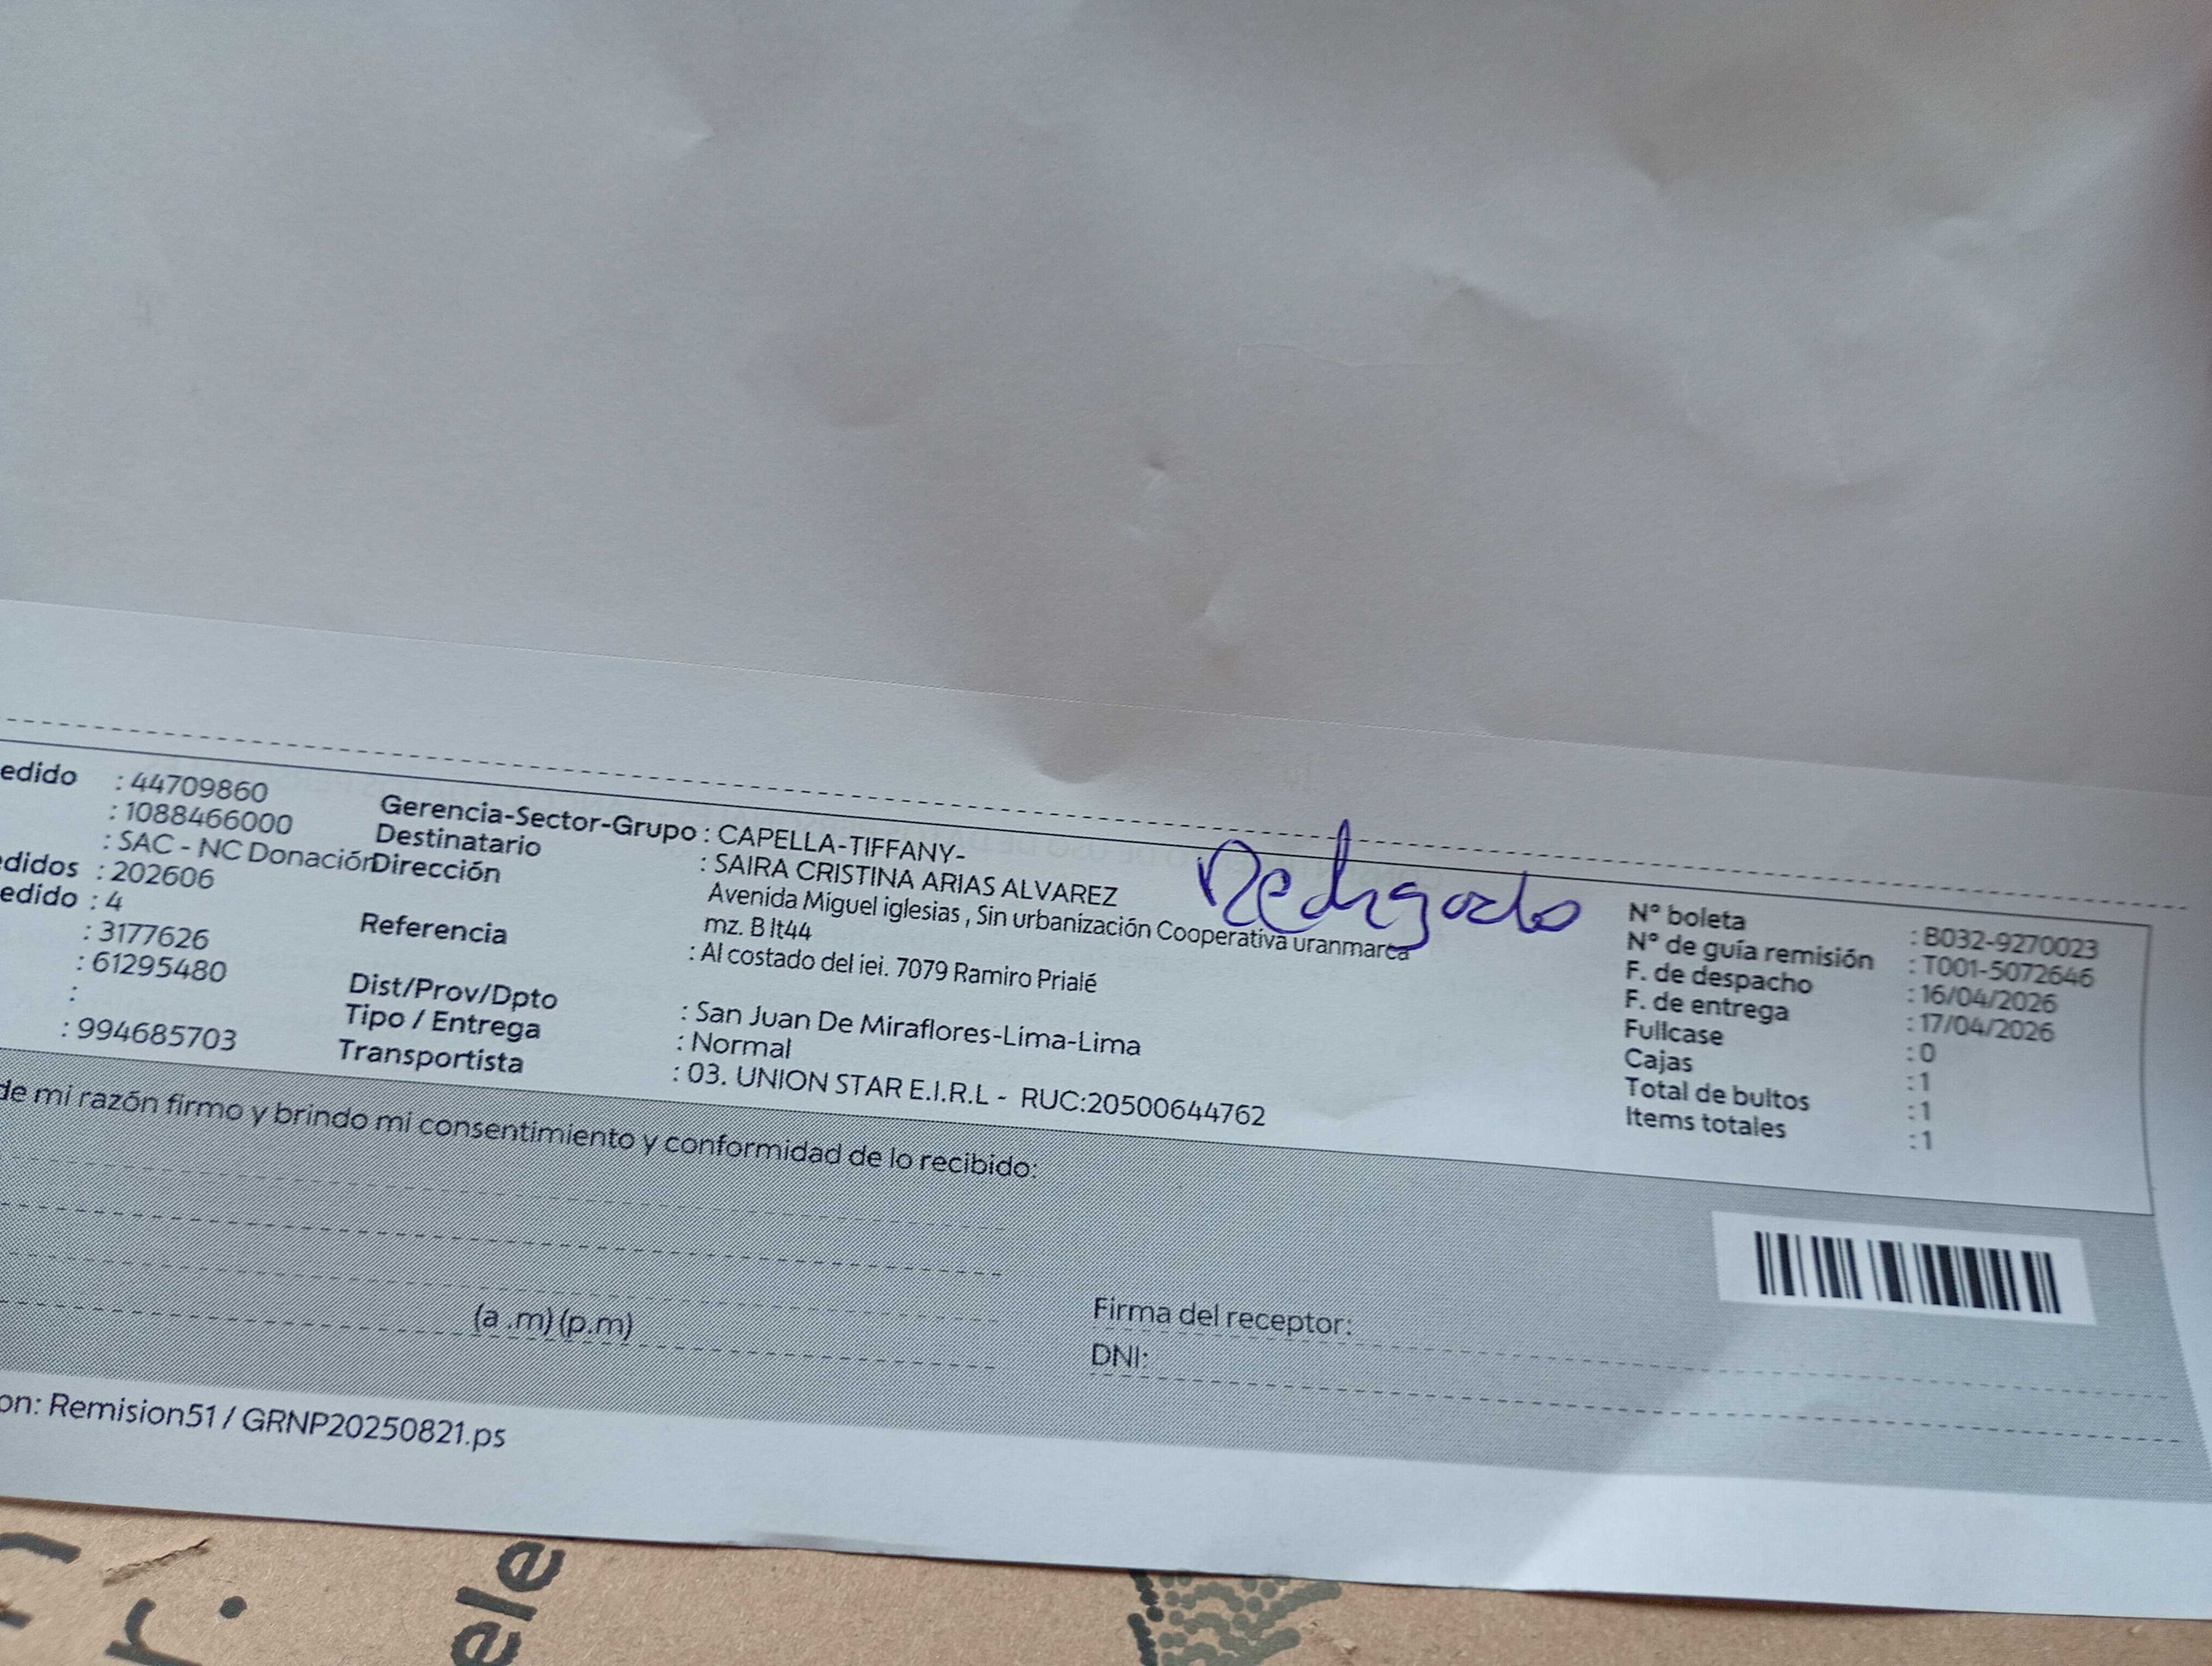 edido : 44709860
: 1088466000
: SAC - NC Donación
edidos : 202606
edido : 4
: 3177626
: 61295480
:
: 994685703
Gerencia-Sector-Grupo : CAPELLA-TIFFANY-
Destinatario : SAIRA CRISTINA ARIAS ALVAREZ
Dirección Avenida Miguel iglesias , Sin urbanización Cooperativa uranmarca
mz. B lt44
Referencia : Al costado del iei. 7079 Ramiro Prialé
Dist/Prov/Dpto : San Juan De Miraflores-Lima-Lima
Tipo / Entrega : Normal
Transportista : 03. UNION STAR E.I.R.L - RUC:20500644762
N° boleta : B032-9270023
N° de guía remisión : T001-5072646
F. de despacho : 16/04/2026
F. de entrega : 17/04/2026
Fullcase : 0
Cajas : 1
Total de bultos : 1
Items totales : 1
de mi razón firmo y brindo mi consentimiento y conformidad de lo recibido:
(a .m) (p.m)
Firma del receptor:
DNI:
on: Remision51 / GRNP20250821.ps
r.
ele